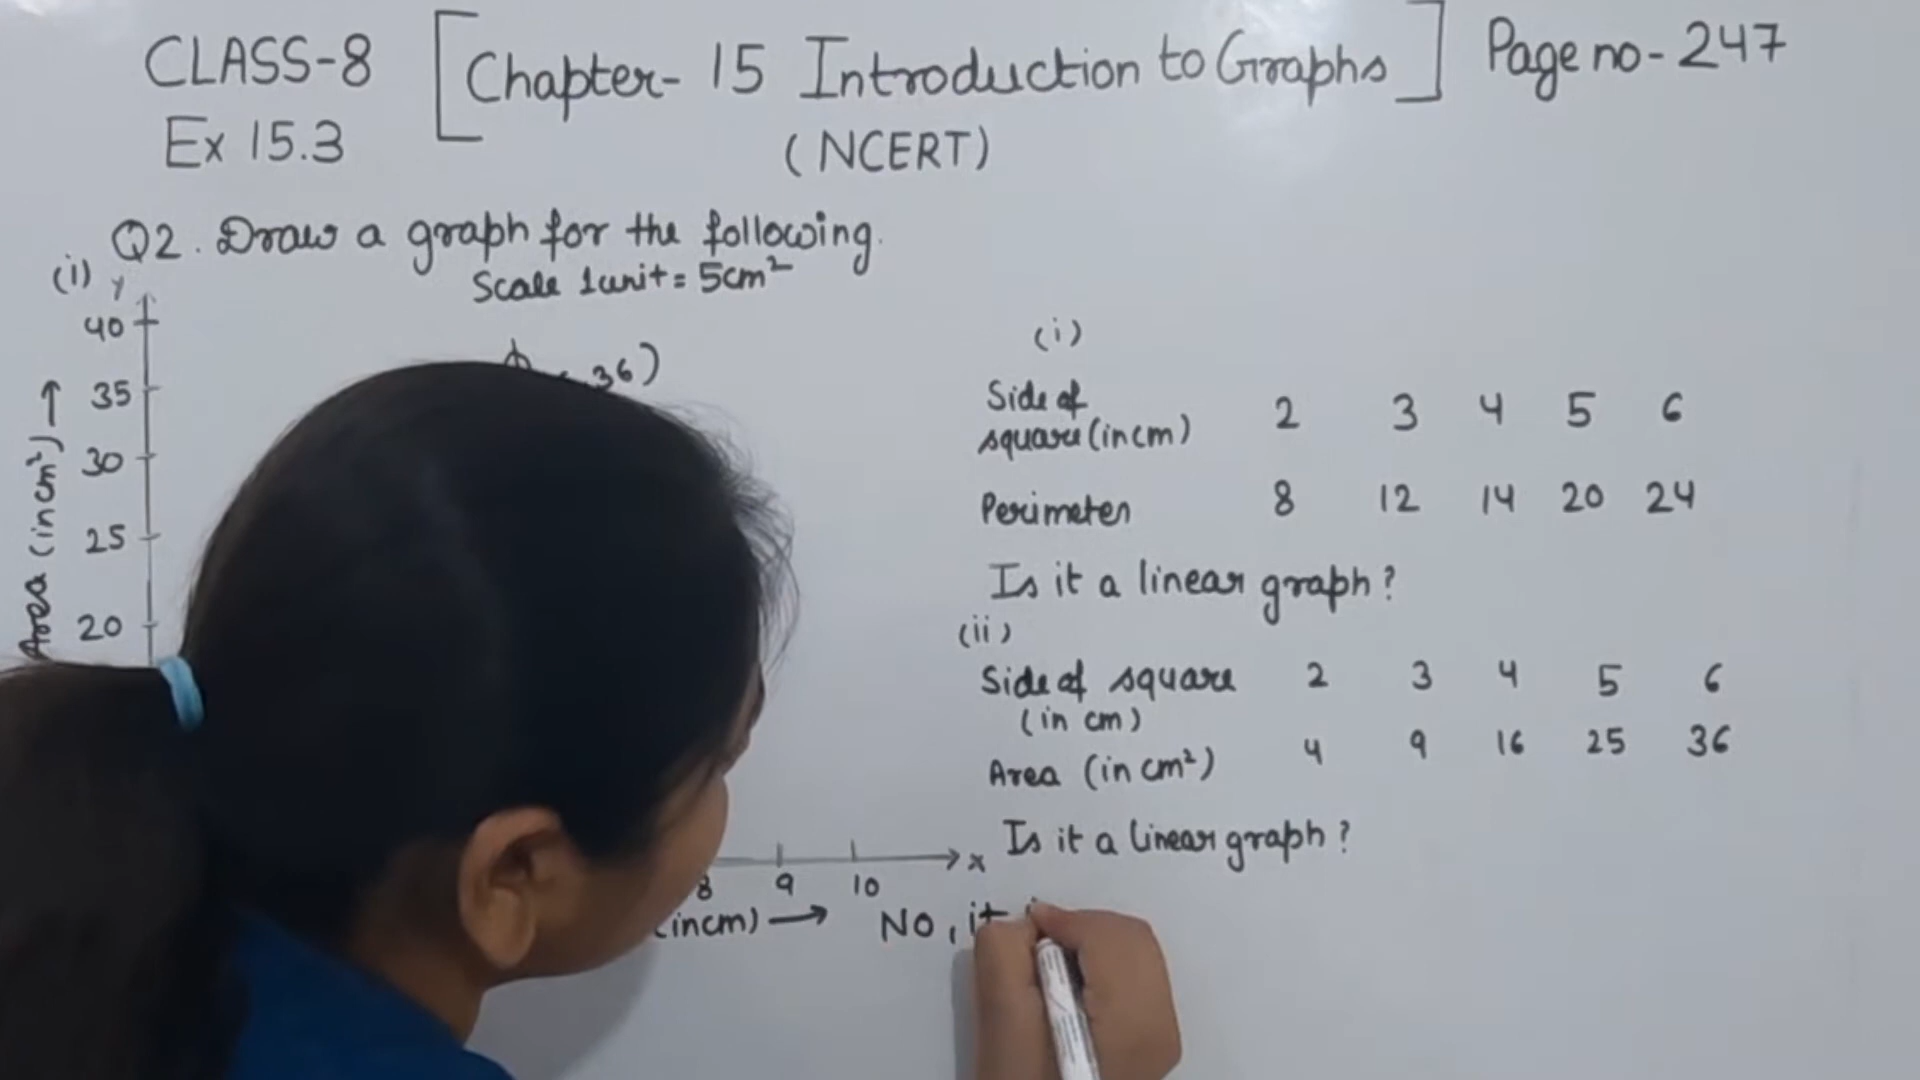 CLASS-8 [Chapter- 15 Introduction to Graphs] Page no-247
Ex 15.3 (NCERT)
Q2. Draw a graph for the following.
(i) Y Scale 1unit = 5cm²
40
35
30
25
20
Area (in cm²) →
36)
8 9 10 x
(incm) → No, it
(i)
Side of
square (in cm) 2 3 4 5 6
Perimeter 8 12 14 20 24
Is it a linear graph?
(ii)
Side of square 2 3 4 5 6
(in cm)
Area (in cm²) 4 9 16 25 36
Is it a linear graph?